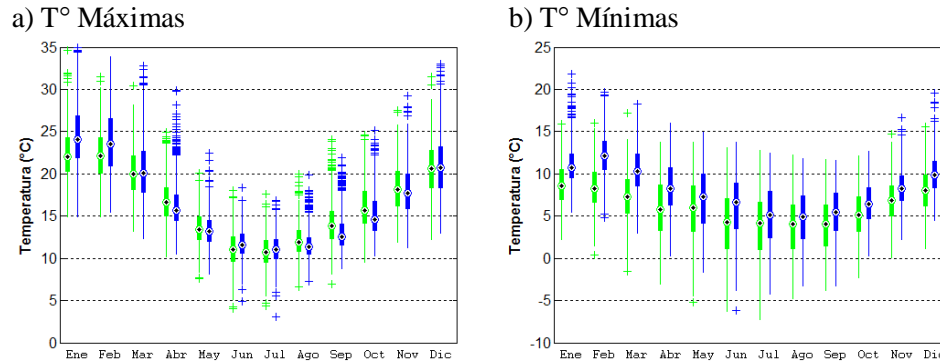 a) T° Máximas
b) T° Mínimas
Temperatura (°C)
35
30
25
20
15
10
5
0
Ene Feb Mar Abr May Jun Jul Ago Sep Oct Nov Dic
Temperatura (°C)
25
20
15
10
5
0
-5
-10
Ene Feb Mar Abr May Jun Jul Ago Sep Oct Nov Dic